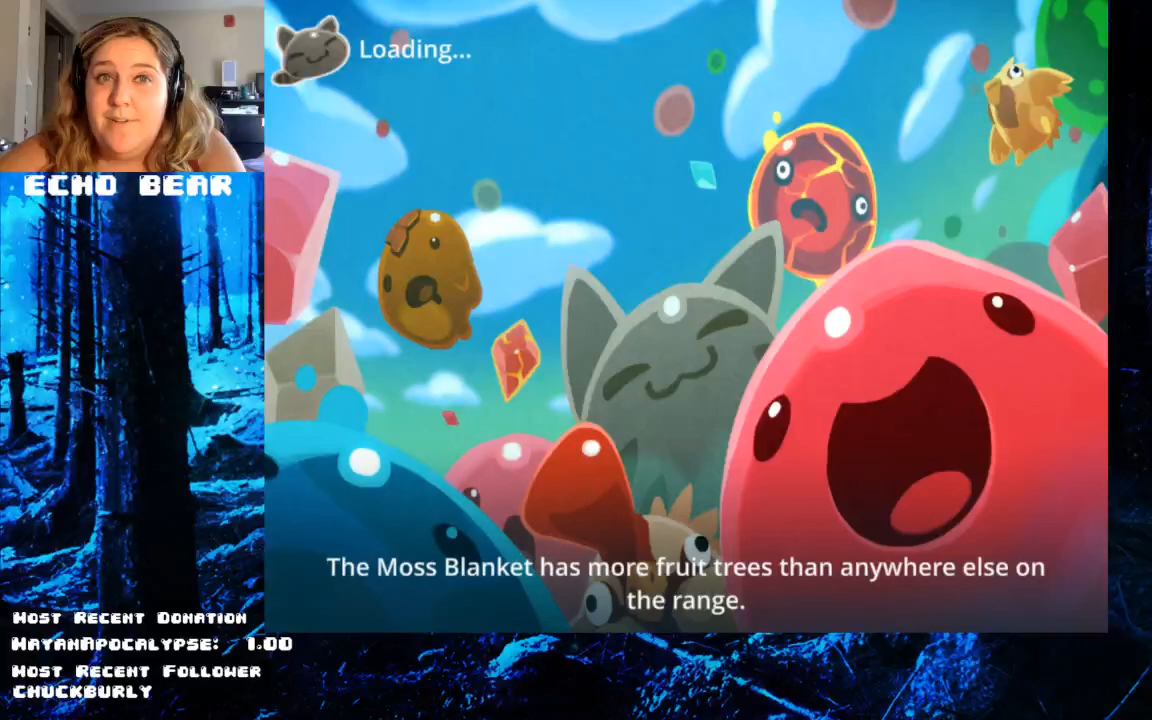 Loading...
ECHO BEAR
The Moss Blanket has more fruit trees than anywhere else on
the range.
Most Recent Donation
MayanApocalypse: 1.00
Most Recent Follower
CHUCKBURLY